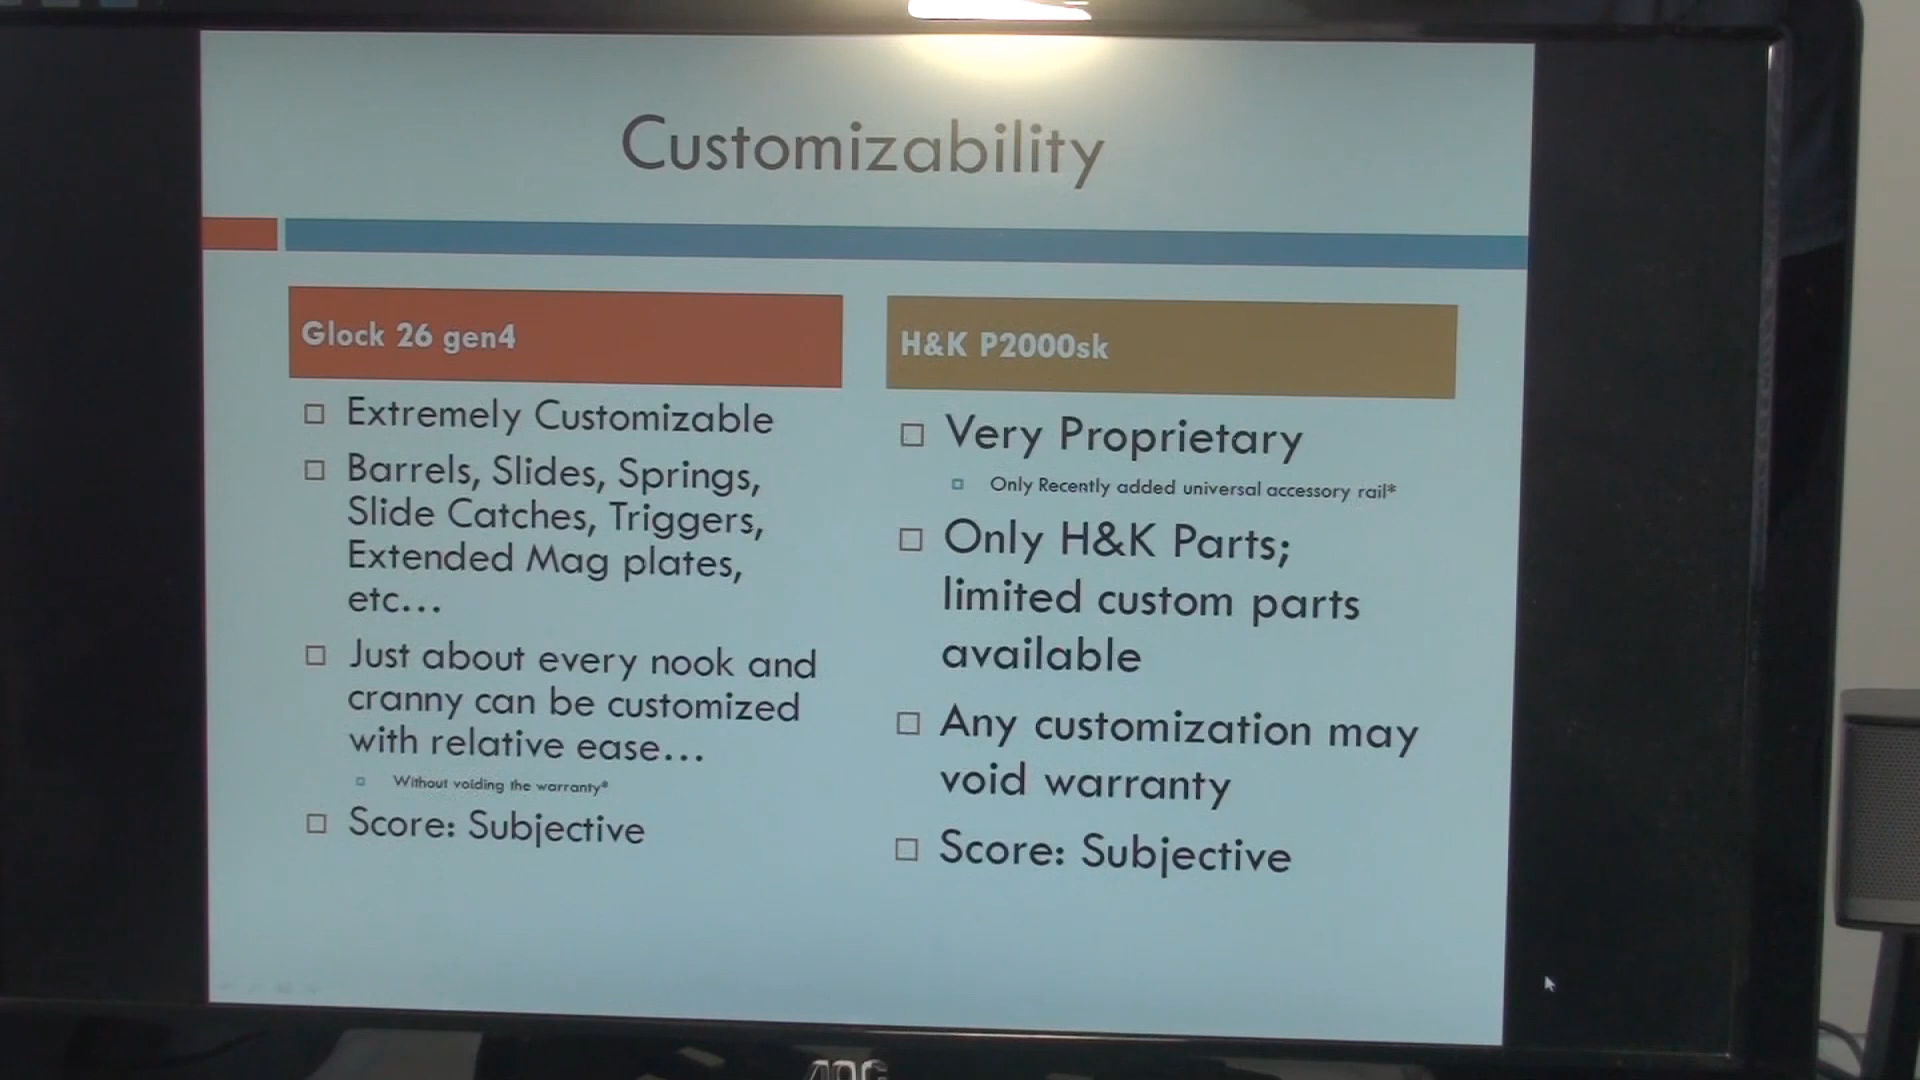 Customizability
Glock 26 gen4
Extremely Customizable
Barrels, Slides, Springs,
Slide Catches, Triggers,
Extended Mag plates,
etc...
Just about every nook and
cranny can be customized
with relative ease...
Without voiding the warranty*
Score: Subjective
H&K P2000sk
Very Proprietary
Only Recently added universal accessory rail*
Only H&K Parts;
limited custom parts
available
Any customization may
void warranty
Score: Subjective
AOC